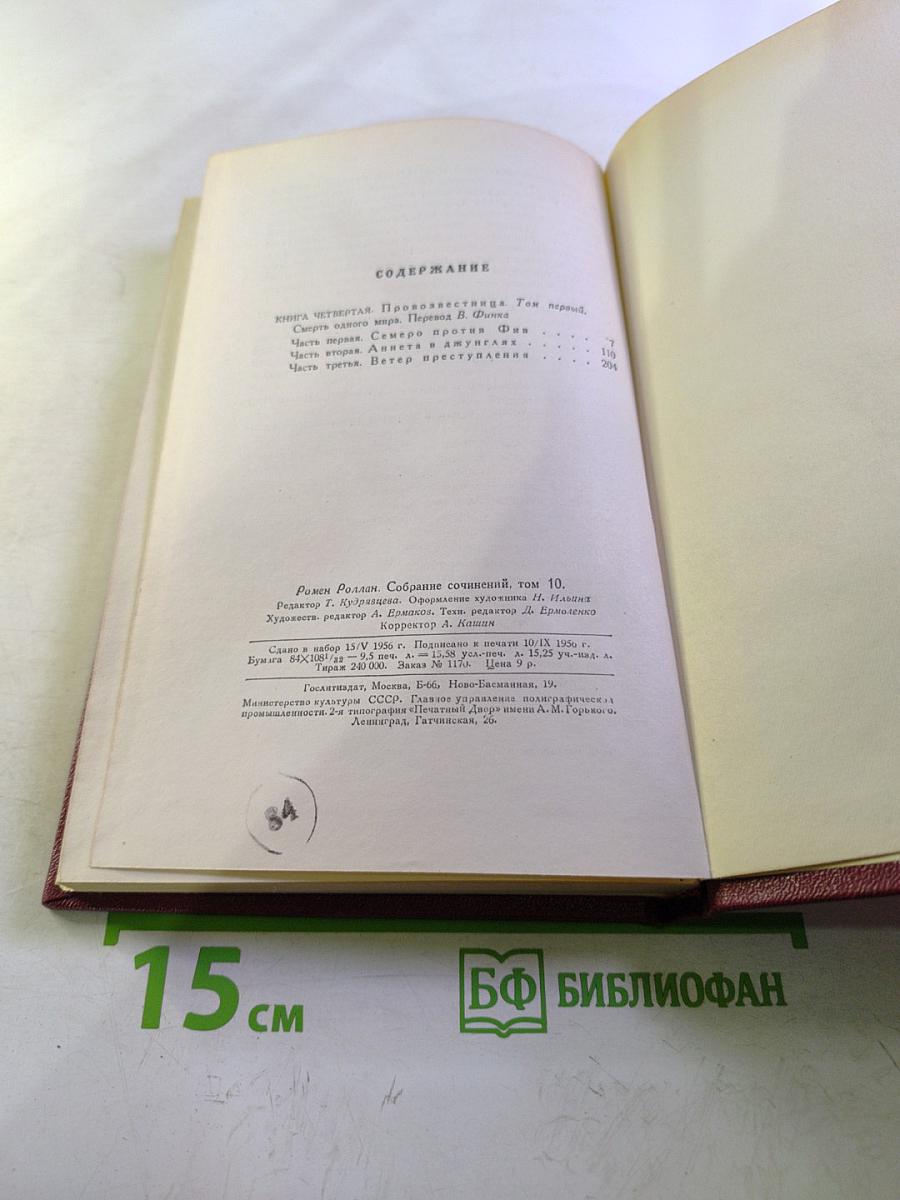 СОДЕРЖАНИЕ
КНИГА ЧЕТВЕРТАЯ. Провозвестница. Том первый.
Смерть одного мира. Перевод В. Финка
Часть первая. Семеро против Фив . . . . 7
Часть вторая. Аннета в джунглях . . . . . 110
Часть третья. Ветер преступления . . . . 204
Ромен Роллан. Собрание сочинений, том 10.
Редактор Т. Кудрявцева. Оформление художника Н. Ильина
Художеств. редактор А. Ермаков. Техн. редактор Д. Ермоленко
Корректор А. Кашин
Сдано в набор 15/V 1956 г. Подписано к печати 10/IX 1956 г.
Бумага 84×108¹/₃₂ — 9,5 печ. л. = 15,58 усл.-печ. л. 15,25 уч.-изд. л.
Тираж 240 000. Заказ № 1170. Цена 9 р.
Гослитиздат, Москва, Б-66, Ново-Басманная, 19.
Министерство культуры СССР. Главное управление полиграфической
промышленности. 2-я типография «Печатный Двор» имени А. М. Горького.
Ленинград, Гатчинская, 26.
84
15 см
БФ БИБЛИОФАН